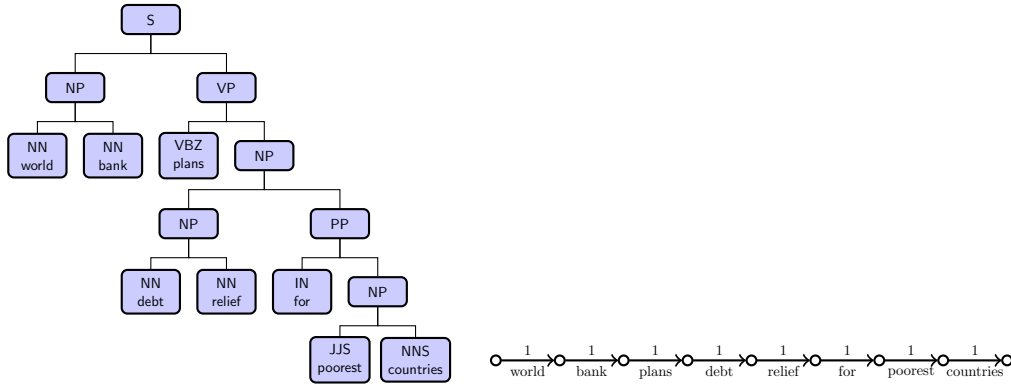 S
NP VP
NN NN VBZ NP
world bank plans
NP PP
NN NN IN NP
debt relief for
JJS NNS
poorest countries
1 1 1 1 1 1 1 1
world bank plans debt relief for poorest countries